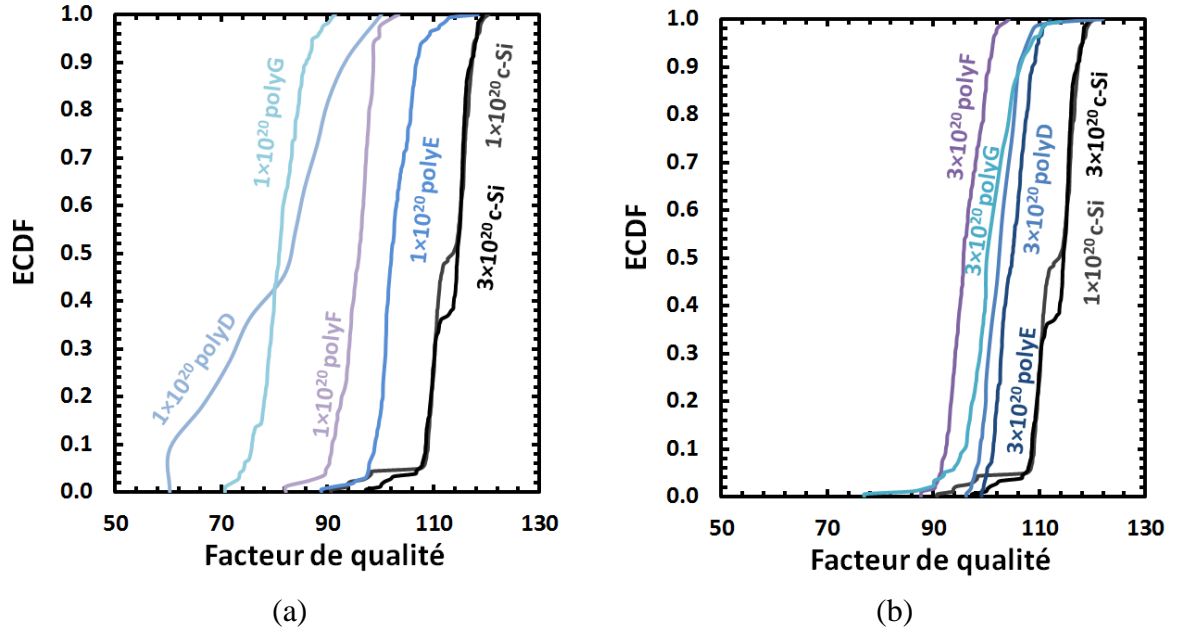 1.0
0.9
0.8
0.7
0.6
0.5
0.4
0.3
0.2
0.1
0.0
ECDF
50
70
90
110
130
Facteur de qualité
1×10²⁰polyG
1×10²⁰polyD
1×10²⁰polyF
1×10²⁰polyE
1×10²⁰c-Si
3×10²⁰c-Si
(a)
1.0
0.9
0.8
0.7
0.6
0.5
0.4
0.3
0.2
0.1
0.0
ECDF
50
70
90
110
130
Facteur de qualité
3×10²⁰polyF
3×10²⁰polyG
3×10²⁰polyD
3×10²⁰polyE
3×10²⁰c-Si
1×10²⁰c-Si
(b)